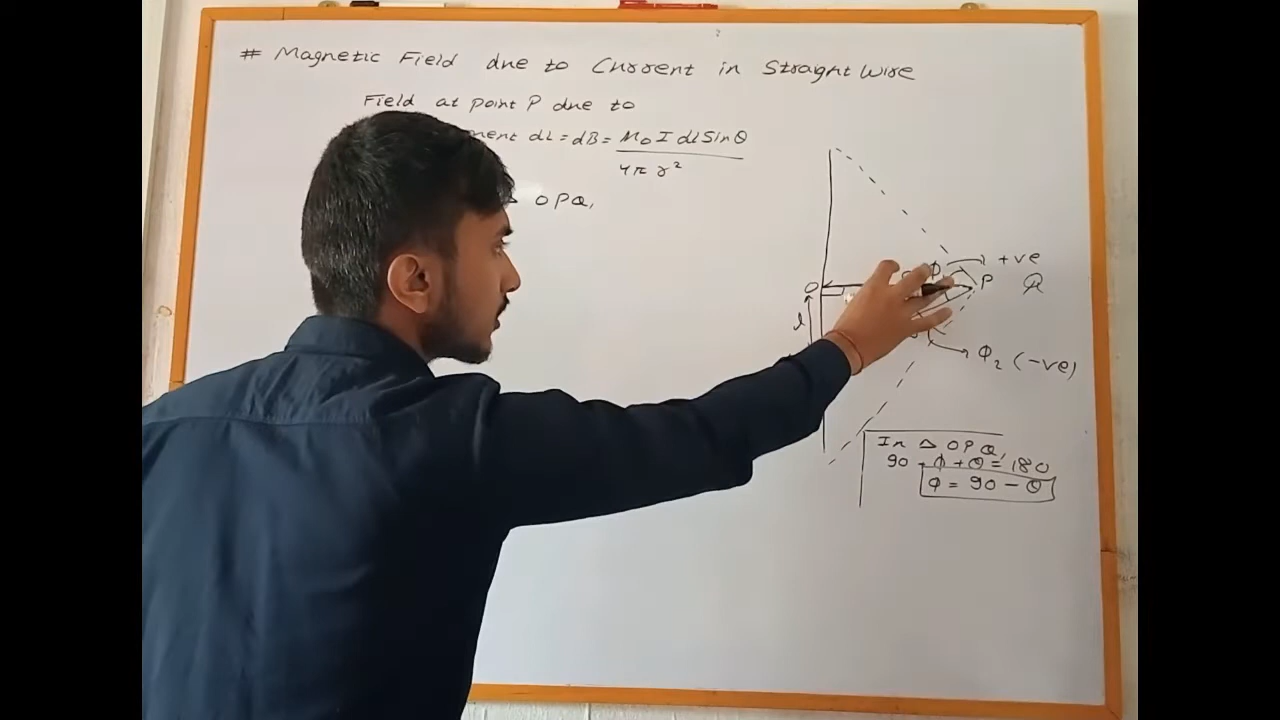 # Magnetic Field due to Current in Straight Wire
Field at point P due to
ment dl = dB = μ₀ I dl Sinθ
4π r²
Δ OPQ,
+ve
Φ
O
P
l
Φ₂ (-ve)
In Δ OPQ,
90 - Φ + θ = 180
Φ = 90 - θ